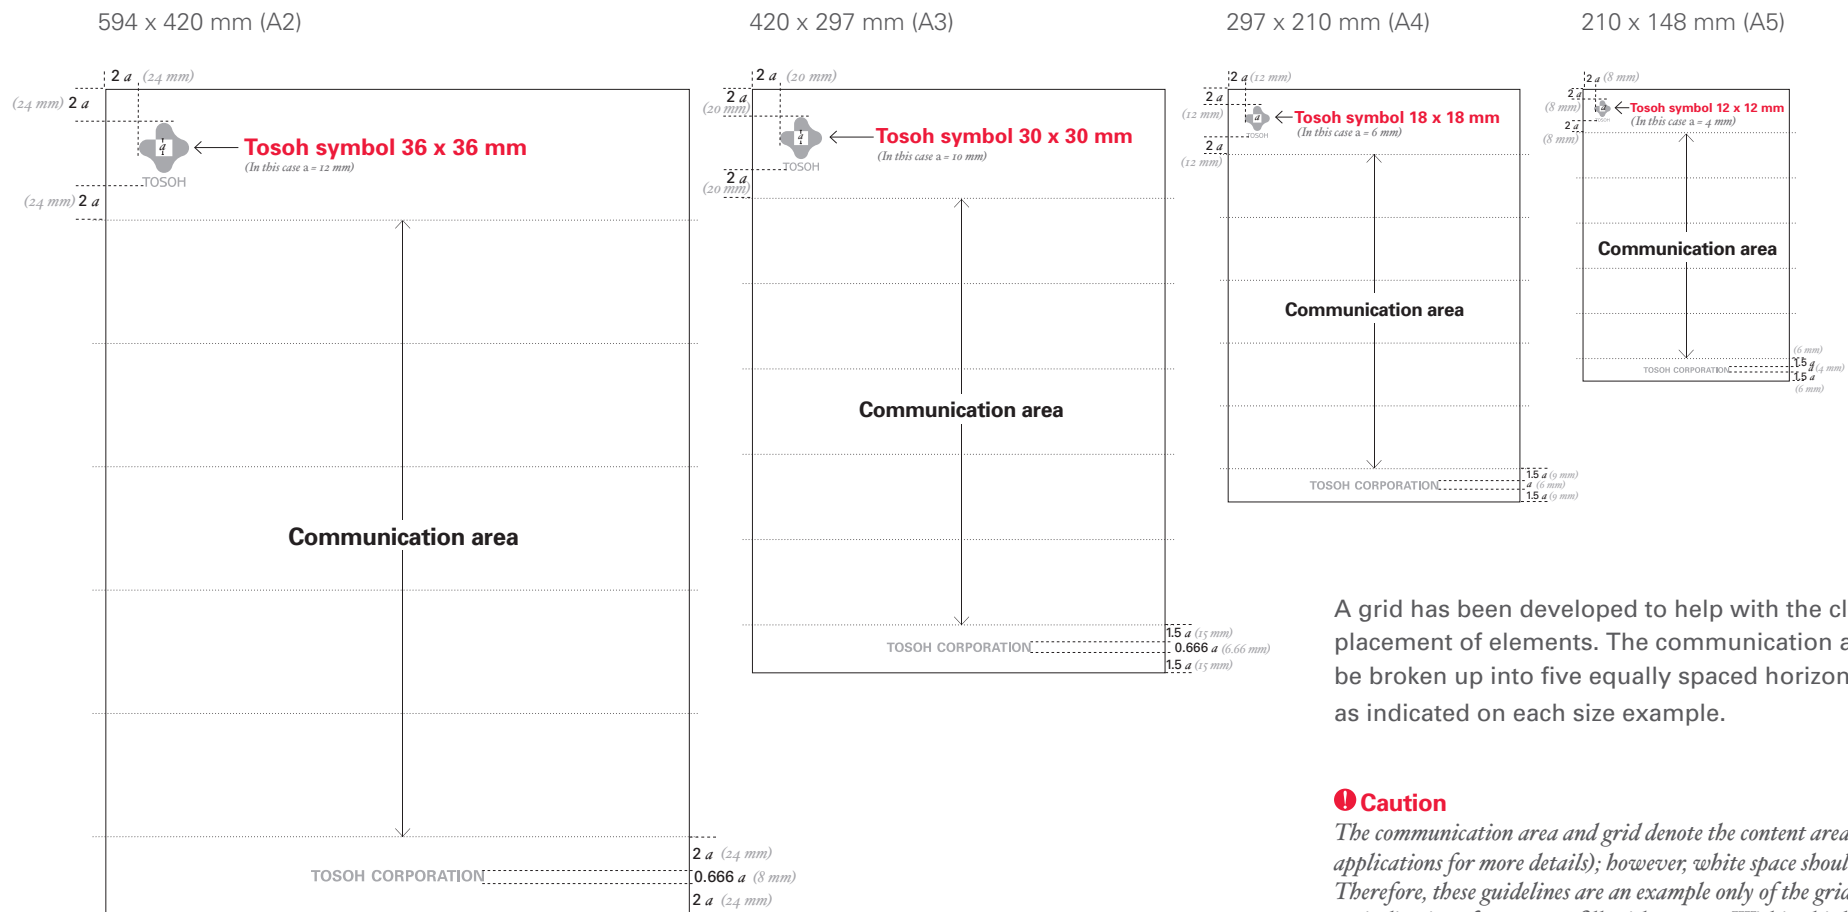 594 x 420 mm (A2)
2 a (24 mm)
(24 mm) 2 a
a
Tosoh symbol 36 x 36 mm
(In this case a = 12 mm)
TOSOH
(24 mm) 2 a
Communication area
2 a (24 mm)
TOSOH CORPORATION
0.666 a (8 mm)
2 a (24 mm)
420 x 297 mm (A3)
2 a (20 mm)
2 a
(20 mm)
a
Tosoh symbol 30 x 30 mm
(In this case a = 10 mm)
TOSOH
2 a
(20 mm)
Communication area
1.5 a (15 mm)
TOSOH CORPORATION
0.666 a (6.66 mm)
1.5 a (15 mm)
297 x 210 mm (A4)
2 a (12 mm)
2 a
(12 mm)
a
Tosoh symbol 18 x 18 mm
(In this case a = 6 mm)
TOSOH
2 a
(12 mm)
Communication area
1.5 a (9 mm)
TOSOH CORPORATION
a (6 mm)
1.5 a (9 mm)
210 x 148 mm (A5)
2 a (8 mm)
2 a
(8 mm)
a
Tosoh symbol 12 x 12 mm
(In this case a = 4 mm)
TOSOH
2 a
(8 mm)
Communication area
(6 mm)
1.5 a
TOSOH CORPORATION
a (4 mm)
1.5 a
(6 mm)
A grid has been developed to help with the cl
placement of elements. The communication a
be broken up into five equally spaced horizon
as indicated on each size example.
Caution
The communication area and grid denote the content area
applications for more details); however, white space shoul
Therefore, these guidelines are an example only of the grid